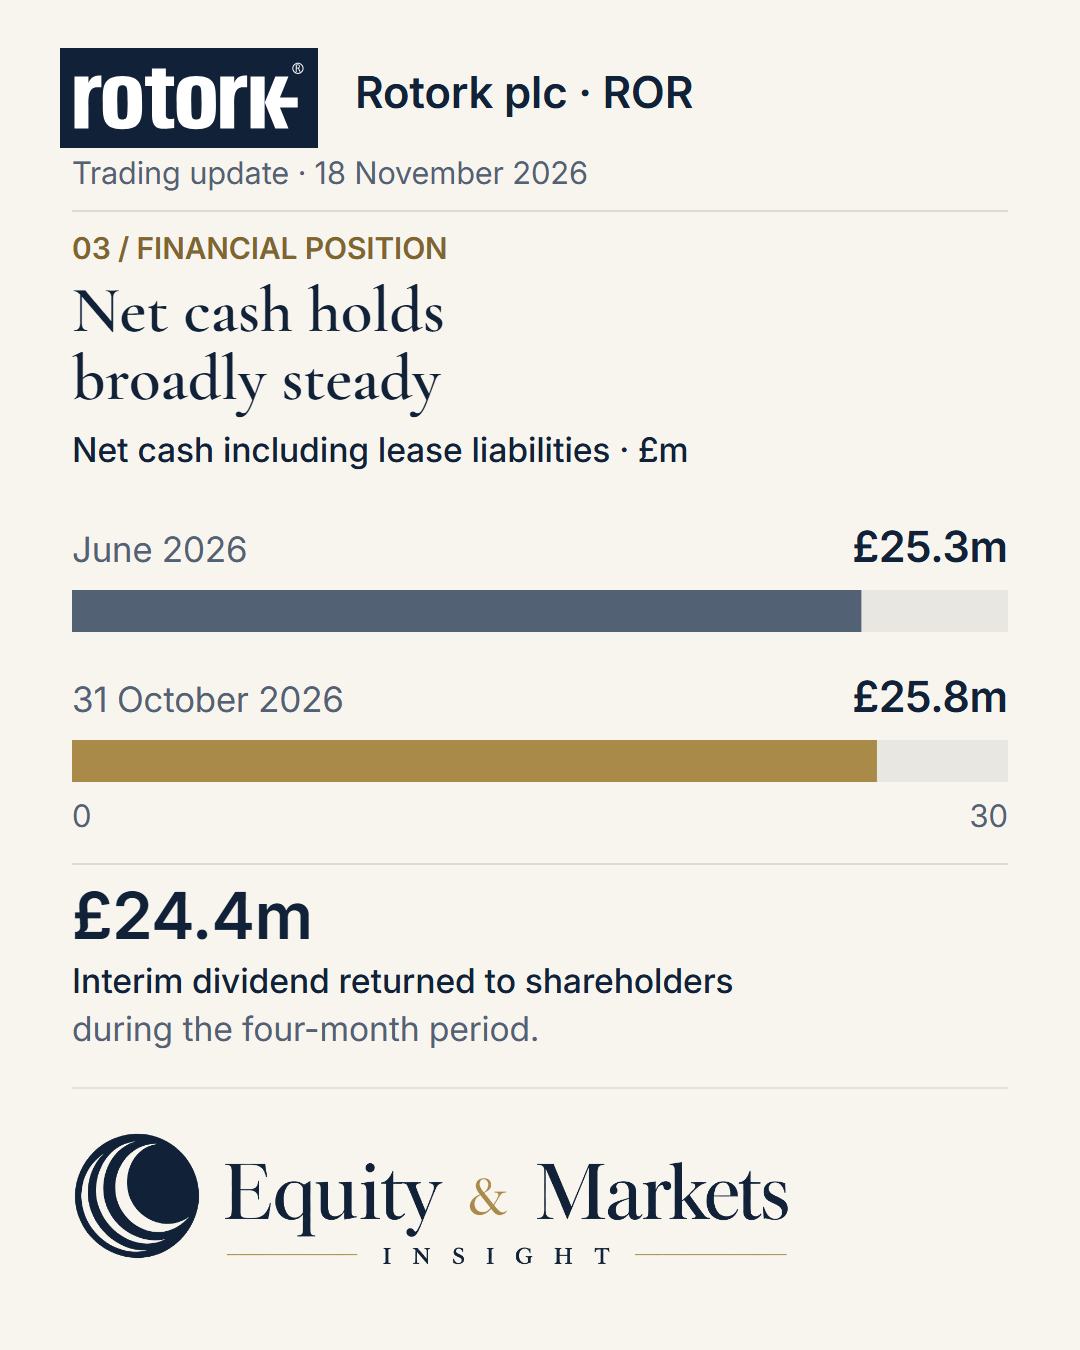 rotork®
Rotork plc · ROR
Trading update · 18 November 2026
03 / FINANCIAL POSITION
Net cash holds
broadly steady
Net cash including lease liabilities · £m
June 2026 £25.3m
31 October 2026 £25.8m
0 30
£24.4m
Interim dividend returned to shareholders
during the four-month period.
Equity & Markets
INSIGHT